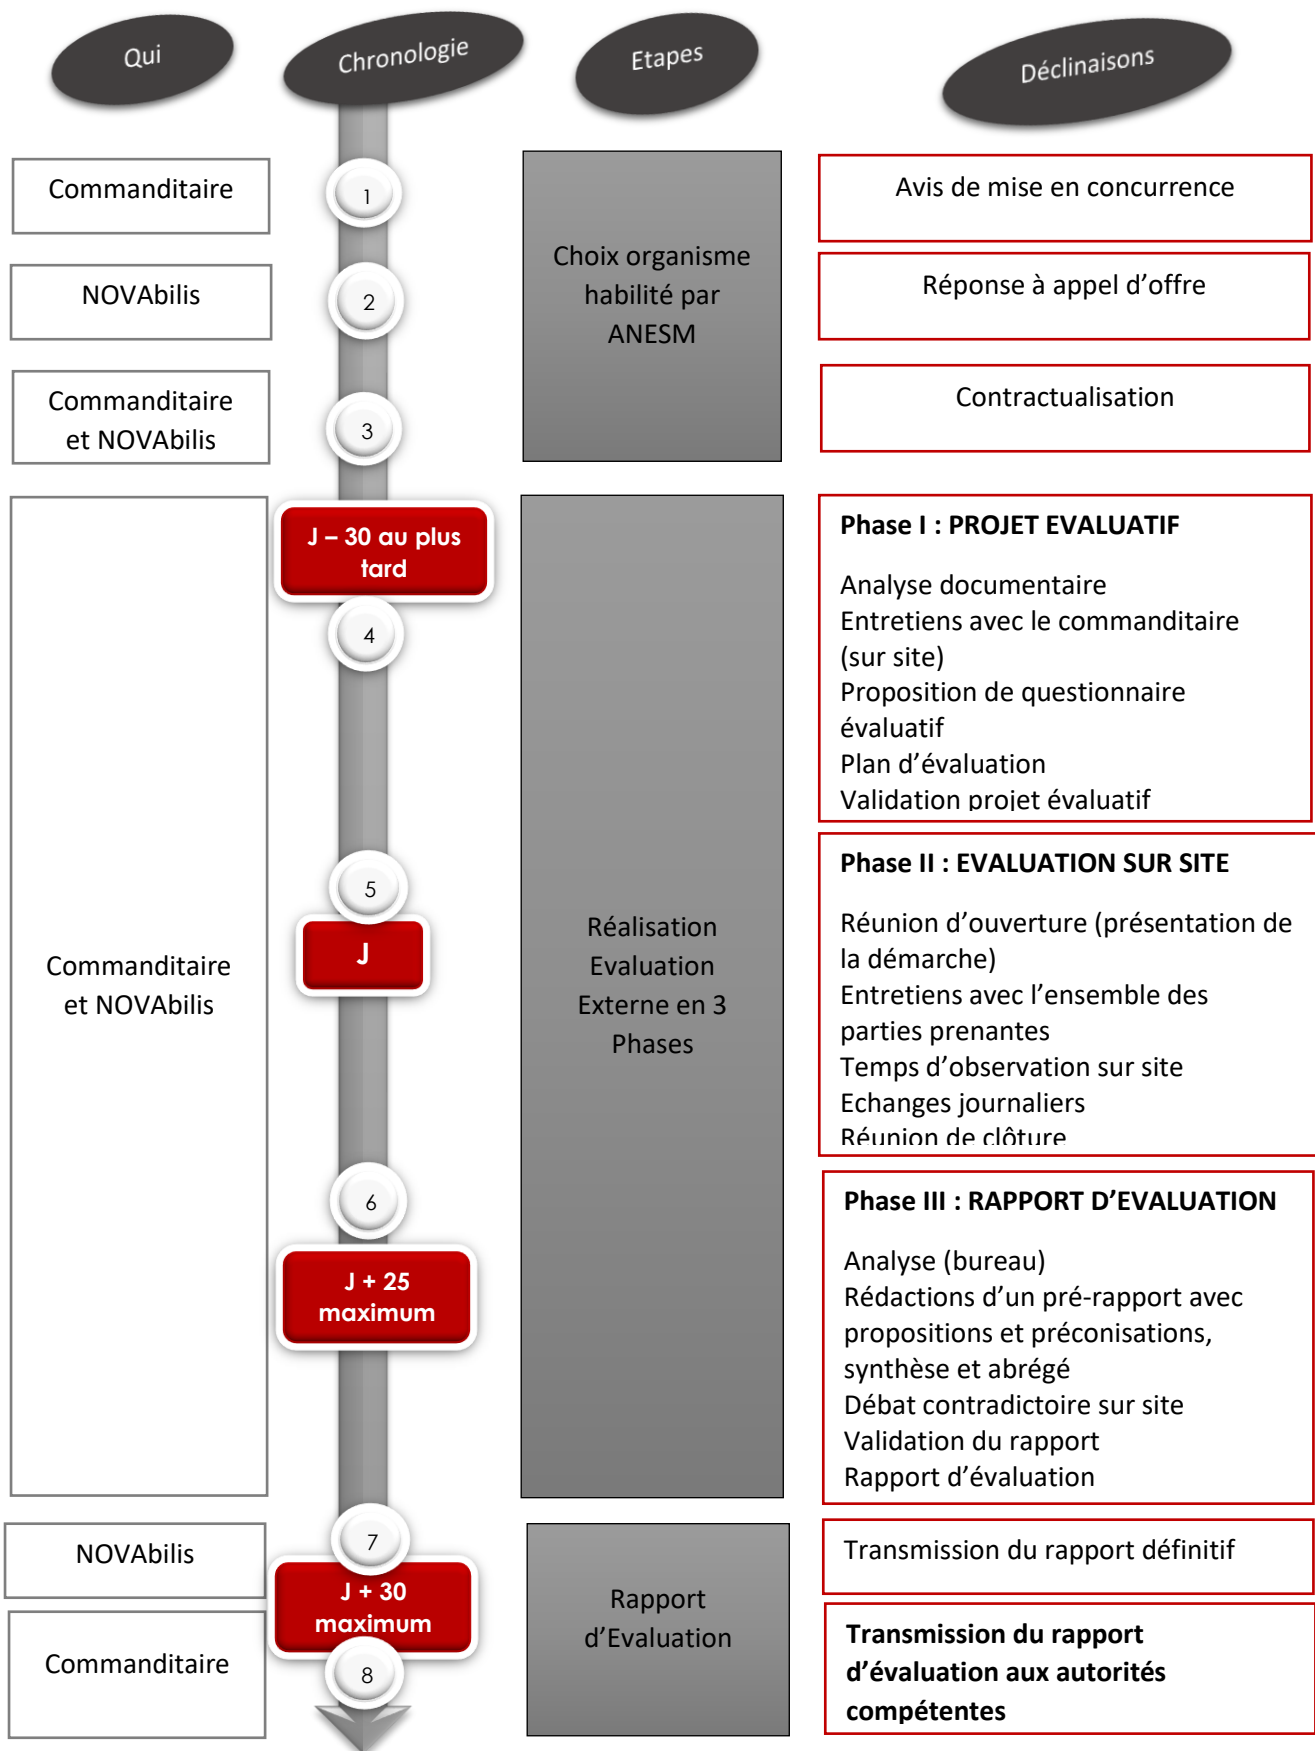 Qui
Chronologie
Etapes
Déclinaisons
Commanditaire
1
Choix organisme
habilité par
ANESM
Avis de mise en concurrence
NOVAbilis
2
Réponse à appel d’offre
Commanditaire
et NOVAbilis
3
Contractualisation
Commanditaire
et NOVAbilis
J – 30 au plus
tard
4
Réalisation
Evaluation
Externe en 3
Phases
Phase I : PROJET EVALUATIF
Analyse documentaire
Entretiens avec le commanditaire
(sur site)
Proposition de questionnaire
évaluatif
Plan d’évaluation
Validation projet évaluatif
5
J
Phase II : EVALUATION SUR SITE
Réunion d’ouverture (présentation de
la démarche)
Entretiens avec l’ensemble des
parties prenantes
Temps d’observation sur site
Echanges journaliers
Réunion de clôture
6
J + 25
maximum
Phase III : RAPPORT D’EVALUATION
Analyse (bureau)
Rédactions d’un pré-rapport avec
propositions et préconisations,
synthèse et abrégé
Débat contradictoire sur site
Validation du rapport
Rapport d’évaluation
NOVAbilis
7
J + 30
maximum
Rapport
d’Evaluation
Transmission du rapport définitif
Commanditaire
8
Transmission du rapport
d’évaluation aux autorités
compétentes